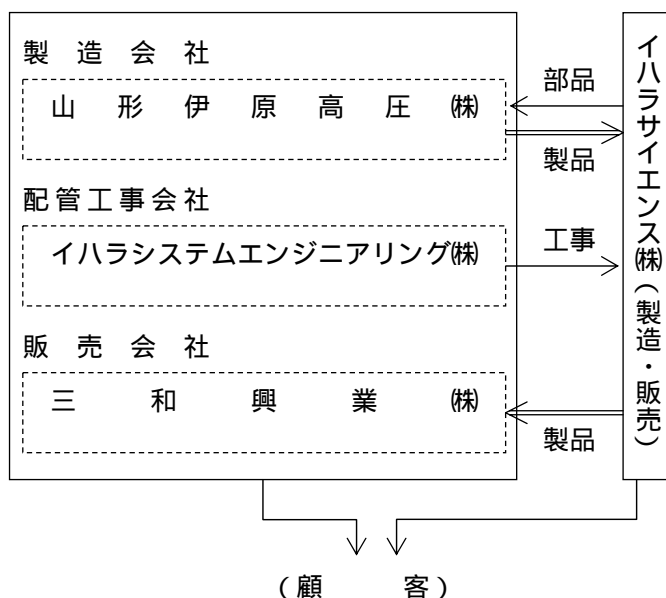 製造会社
山形伊原高圧㈱
部品
製品
配管工事会社
イハラシステムエンジニアリング㈱
工事
販売会社
三和興業㈱
製品
イハラサイエンス㈱(製造・販売)
(顧客)